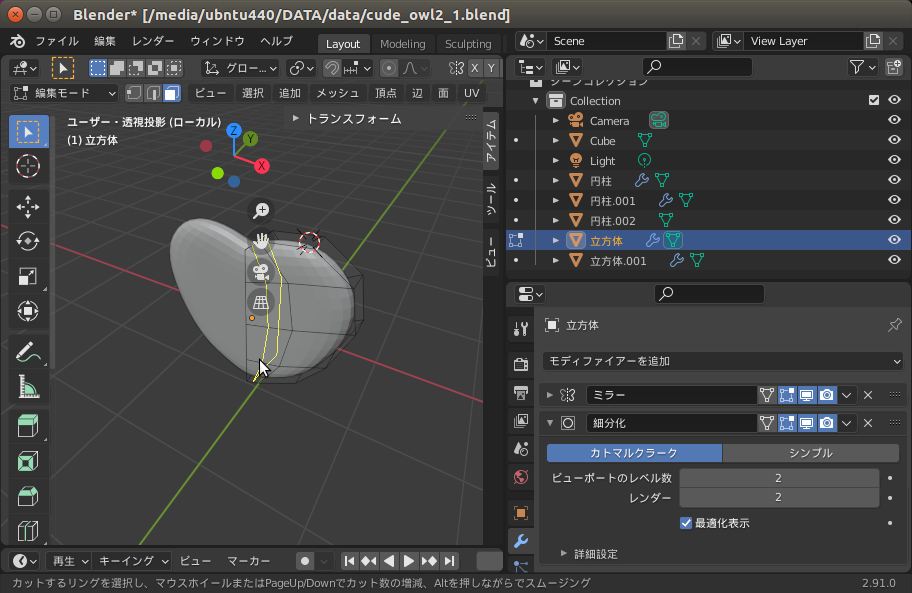 Blender* [/media/ubntu440/DATA/data/cude_owl2_1.blend]
ファイル 編集 レンダー ウィンドウ ヘルプ Layout Modeling Sculpting Scene View Layer
グロー... X Y
編集モード ビュー 選択 追加 メッシュ 頂点 辺 面 UV
ユーザー・透視投影 (ローカル)
(1) 立方体
トランスフォーム
アイテム
ツール
ビュー
Z
Y
X
シーンコレクション
Collection
Camera
Cube
Light
円柱
円柱.001
円柱.002
立方体
立方体.001
立方体
モディファイアーを追加
ミラー
細分化
カトマルクラーク シンプル
ビューポートのレベル数 2
レンダー 2
最適化表示
詳細設定
再生 キーイング ビュー マーカー
カットするリングを選択し、マウスホイールまたはPageUp/Downでカット数の増減、Altを押しながらでスムージング 2.91.0